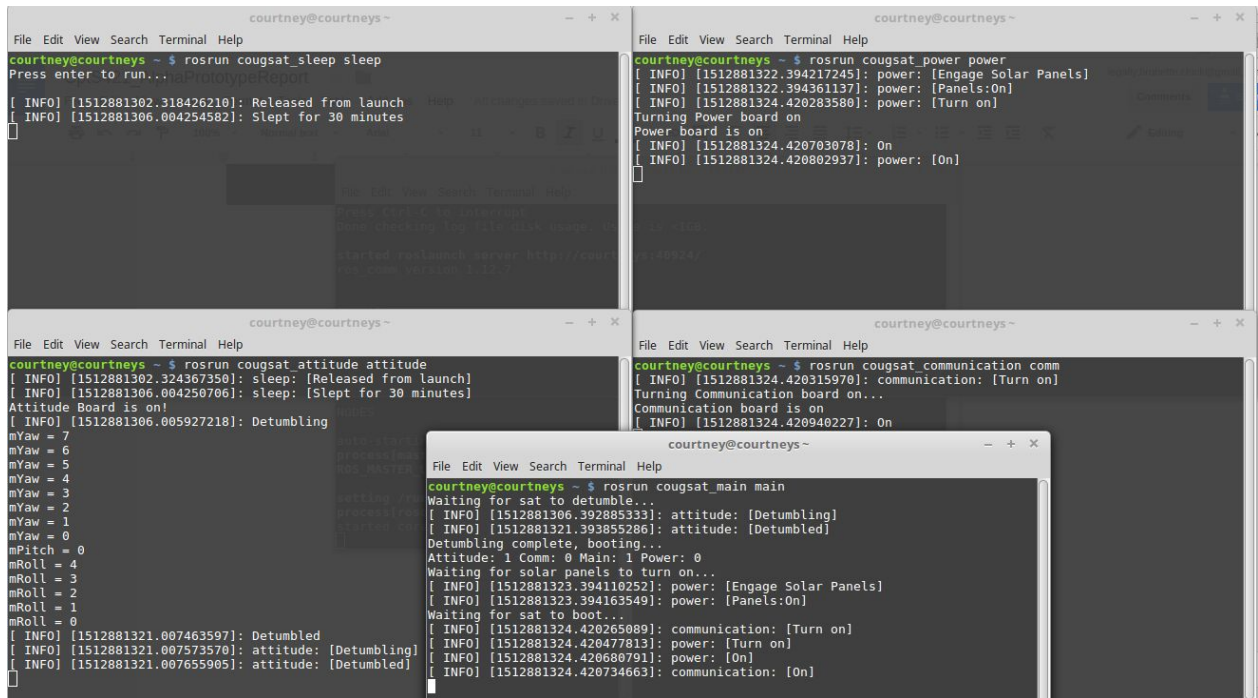 courtney@courtneys ~
File Edit View Search Terminal Help
courtney@courtneys ~ $ rosrun cougsat_sleep sleep
Press enter to run...
[ INFO] [1512881302.318426210]: Released from launch
[ INFO] [1512881306.004254582]: Slept for 30 minutes
courtney@courtneys ~
File Edit View Search Terminal Help
courtney@courtneys ~ $ rosrun cougsat_power power
[ INFO] [1512881322.394217245]: power: [Engage Solar Panels]
[ INFO] [1512881322.394361137]: power: [Panels:On]
[ INFO] [1512881324.420283580]: power: [Turn on]
Turning Power board on
Power board is on
[ INFO] [1512881324.420703078]: On
[ INFO] [1512881324.420802937]: power: [On]
courtney@courtneys ~
File Edit View Search Terminal Help
courtney@courtneys ~ $ rosrun cougsat_attitude attitude
[ INFO] [1512881302.324367350]: sleep: [Released from launch]
[ INFO] [1512881306.004250706]: sleep: [Slept for 30 minutes]
Attitude Board is on!
[ INFO] [1512881306.005927218]: Detumbling
mYaw = 7
mYaw = 6
mYaw = 5
mYaw = 4
mYaw = 3
mYaw = 2
mYaw = 1
mYaw = 0
mPitch = 0
mRoll = 4
mRoll = 3
mRoll = 2
mRoll = 1
mRoll = 0
[ INFO] [1512881321.007463597]: Detumbled
[ INFO] [1512881321.007573570]: attitude: [Detumbling]
[ INFO] [1512881321.007655905]: attitude: [Detumbled]
courtney@courtneys ~
File Edit View Search Terminal Help
courtney@courtneys ~ $ rosrun cougsat_communication comm
[ INFO] [1512881324.420315970]: communication: [Turn on]
Turning Communication board on...
Communication board is on
[ INFO] [1512881324.420940227]: On
courtney@courtneys ~
File Edit View Search Terminal Help
courtney@courtneys ~ $ rosrun cougsat_main main
Waiting for sat to detumble...
[ INFO] [1512881306.392885333]: attitude: [Detumbling]
[ INFO] [1512881321.393855286]: attitude: [Detumbled]
Detumbling complete, booting...
Attitude: 1 Comm: 0 Main: 1 Power: 0
Waiting for solar panels to turn on...
[ INFO] [1512881323.394110252]: power: [Engage Solar Panels]
[ INFO] [1512881323.394163549]: power: [Panels:On]
Waiting for sat to boot...
[ INFO] [1512881324.420265089]: communication: [Turn on]
[ INFO] [1512881324.420477813]: power: [Turn on]
[ INFO] [1512881324.420680791]: power: [On]
[ INFO] [1512881324.420734663]: communication: [On]